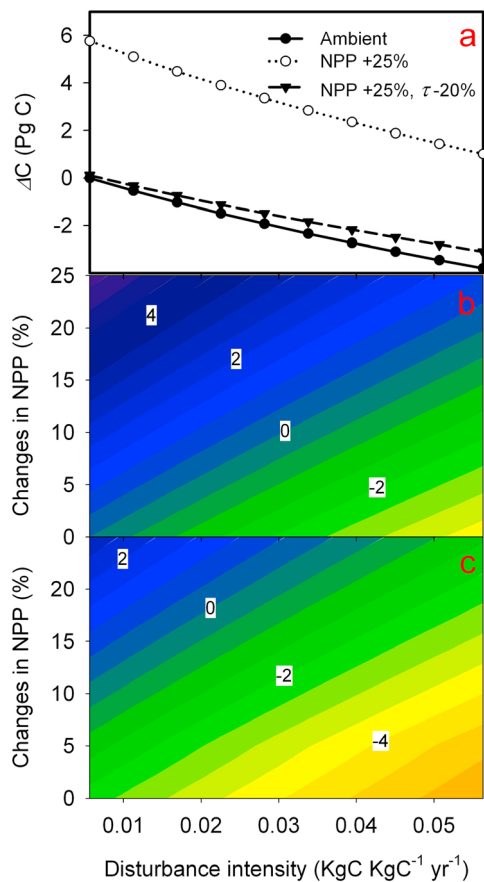 a
Ambient
NPP +25%
NPP +25%, τ-20%
ΔC (Pg C)
6
4
2
0
-2
b
Changes in NPP (%)
25
20
15
10
5
0
4
2
0
-2
c
Changes in NPP (%)
20
15
10
5
0
2
0
-2
-4
0.01 0.02 0.03 0.04 0.05
Disturbance intensity (KgC KgC⁻¹ yr⁻¹)